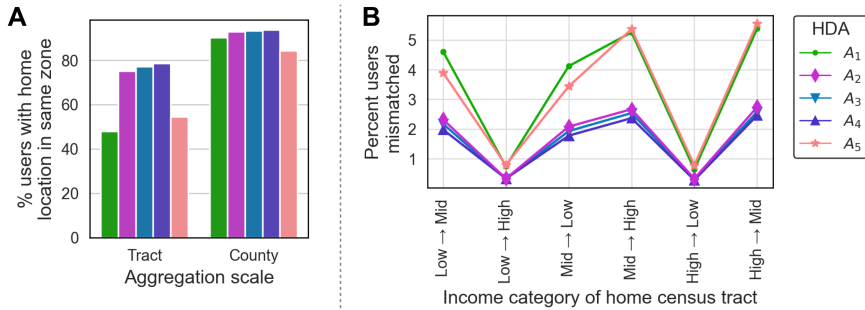 A
% users with home
location in same zone
80
60
40
20
0
Tract
County
Aggregation scale
B
Percent users
mismatched
5
4
3
2
1
Low → Mid
Low → High
Mid → Low
Mid → High
High → Low
High → Mid
Income category of home census tract
HDA
A1
A2
A3
A4
A5